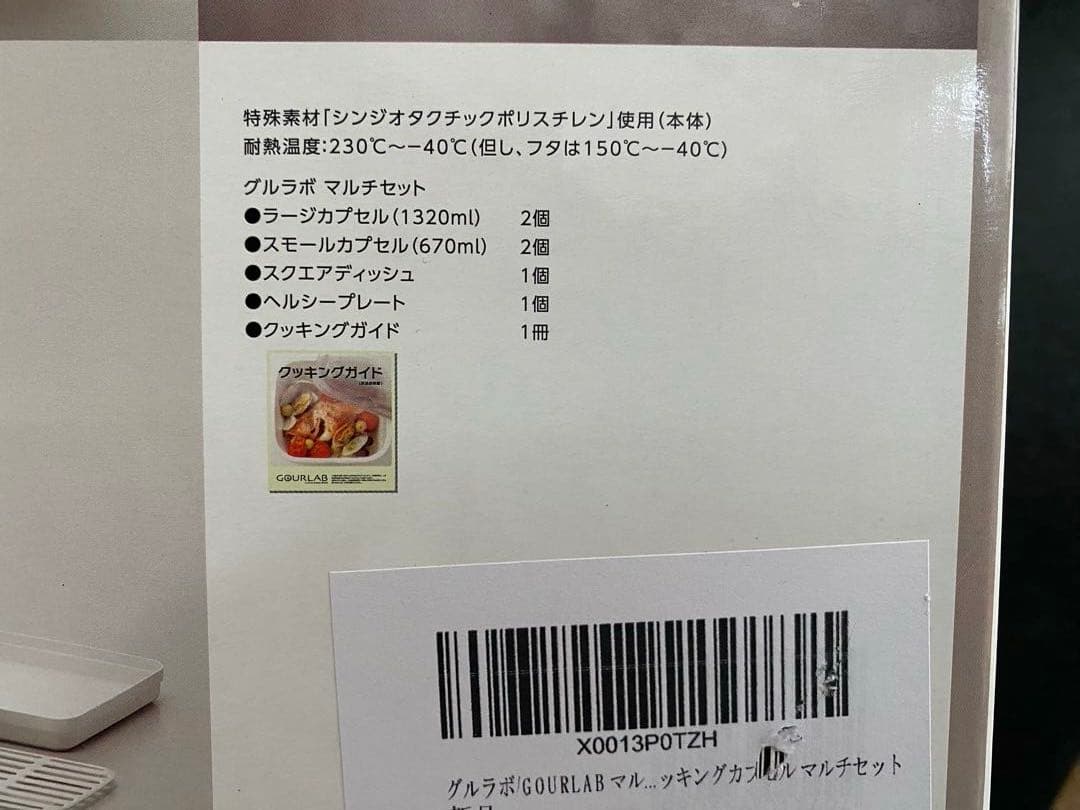 特殊素材「シンジオタクチックポリスチレン」使用(本体)
耐熱温度:230℃〜−40℃(但し、フタは150℃〜−40℃)
グルラボ マルチセット
●ラージカプセル(1320ml) 2個
●スモールカプセル(670ml) 2個
●スクエアディッシュ 1個
●ヘルシープレート 1個
●クッキングガイド 1冊
クッキングガイド
GOURLAB
X0013P0TZH
グルラボ/GOURLAB マル...ッキングカプセル マルチセット